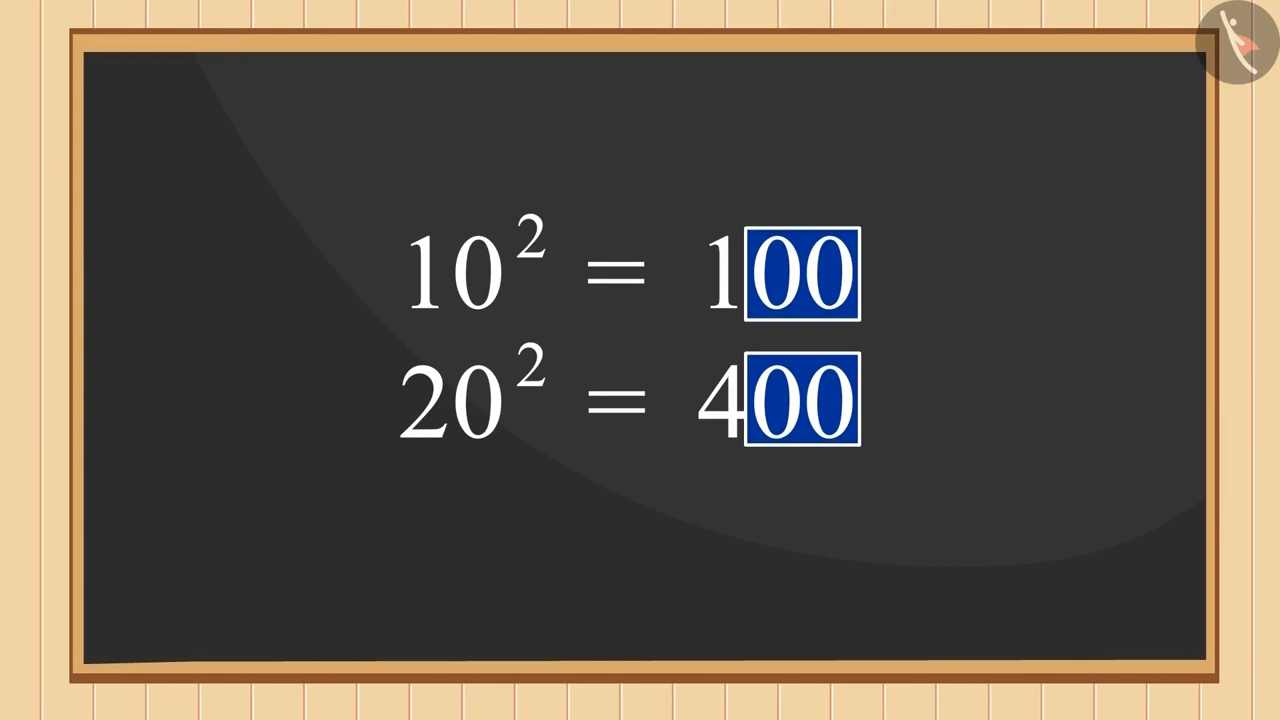 10² = 100
20² = 400